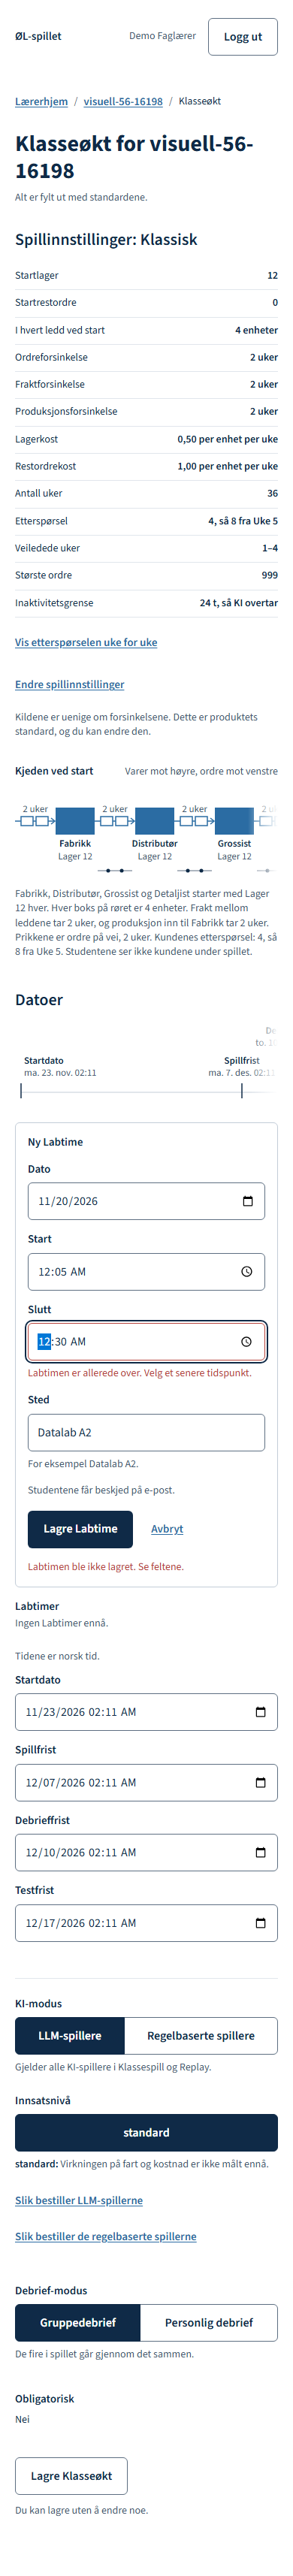 ØL-spillet
Demo Faglærer
Logg ut
Lærerhjem / visuell-56-16198 / Klasseøkt
Klasseøkt for visuell-56-
16198
Alt er fylt ut med standardene.
Spillinnstillinger: Klassisk
Startlager 12
Startrestordre 0
I hvert ledd ved start 4 enheter
Ordreforsinkelse 2 uker
Fraktforsinkelse 2 uker
Produksjonsforsinkelse 2 uker
Lagerkost 0,50 per enhet per uke
Restordrekost 1,00 per enhet per uke
Antall uker 36
Etterspørsel 4, så 8 fra Uke 5
Veiledede uker 1–4
Største ordre 999
Inaktivitetsgrense 24 t, så KI overtar
Vis etterspørselen uke for uke
Endre spillinnstillinger
Kildene er uenige om forsinkelsene. Dette er produktets
standard, og du kan endre den.
Kjeden ved start Varer mot høyre, ordre mot venstre
2 uker 2 uker 2 uker 2 uk
Fabrikk Distributør Grossist
Lager 12 Lager 12 Lager 12
Fabrikk, Distributør, Grossist og Detaljist starter med Lager
12 hver. Hver boks på røret er 4 enheter. Frakt mellom
leddene tar 2 uker, og produksjon inn til Fabrikk tar 2 uker.
Prikkene er ordre på vei, 2 uker. Kundenes etterspørsel: 4, så
8 fra Uke 5. Studentene ser ikke kundene under spillet.
Datoer
De
to. 10
Startdato Spillfrist
ma. 23. nov. 02:11 ma. 7. des. 02:11
Ny Labtime
Dato
11/20/2026
Start
12:05 AM
Slutt
12:30 AM
Labtimen er allerede over. Velg et senere tidspunkt.
Sted
Datalab A2
For eksempel Datalab A2.
Studentene får beskjed på e-post.
Lagre Labtime Avbryt
Labtimen ble ikke lagret. Se feltene.
Labtimer
Ingen Labtimer ennå.
Tidene er norsk tid.
Startdato
11/23/2026 02:11 AM
Spillfrist
12/07/2026 02:11 AM
Debrieffrist
12/10/2026 02:11 AM
Testfrist
12/17/2026 02:11 AM
KI-modus
LLM-spillere Regelbaserte spillere
Gjelder alle KI-spillere i Klassespill og Replay.
Innsatsnivå
standard
standard: Virkningen på fart og kostnad er ikke målt ennå.
Slik bestiller LLM-spillerne
Slik bestiller de regelbaserte spillerne
Debrief-modus
Gruppedebrief Personlig debrief
De fire i spillet går gjennom det sammen.
Obligatorisk
Nei
Lagre Klasseøkt
Du kan lagre uten å endre noe.